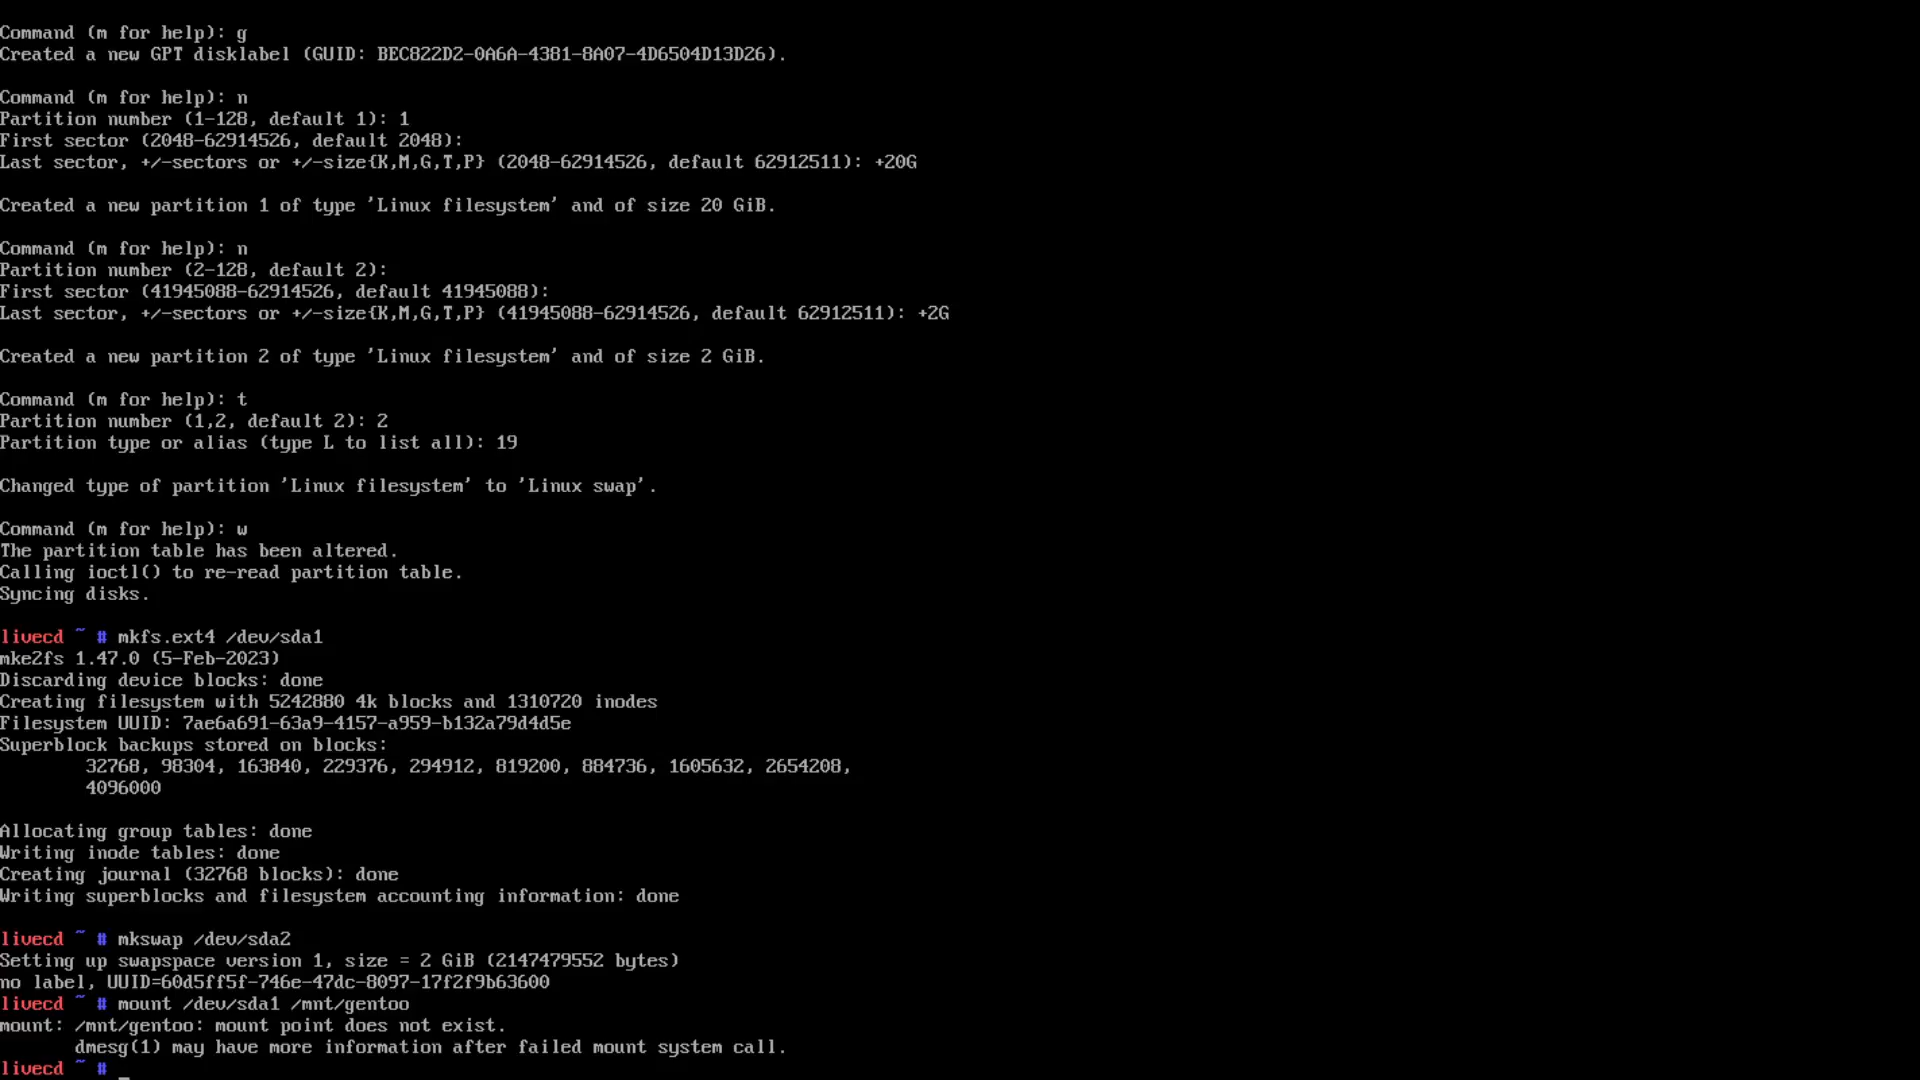 Command (m for help): g
Created a new GPT disklabel (GUID: BEC822D2-0A6A-4381-8A07-4D6504D13D26).
Command (m for help): n
Partition number (1-128, default 1): 1
First sector (2048-62914526, default 2048):
Last sector, +/-sectors or +/-size{K,M,G,T,P} (2048-62914526, default 62912511): +20G
Created a new partition 1 of type 'Linux filesystem' and of size 20 GiB.
Command (m for help): n
Partition number (2-128, default 2):
First sector (41945088-62914526, default 41945088):
Last sector, +/-sectors or +/-size{K,M,G,T,P} (41945088-62914526, default 62912511): +2G
Created a new partition 2 of type 'Linux filesystem' and of size 2 GiB.
Command (m for help): t
Partition number (1,2, default 2): 2
Partition type or alias (type L to list all): 19
Changed type of partition 'Linux filesystem' to 'Linux swap'.
Command (m for help): w
The partition table has been altered.
Calling ioctl() to re-read partition table.
Syncing disks.
livecd ~ # mkfs.ext4 /dev/sda1
mke2fs 1.47.0 (5-Feb-2023)
Discarding device blocks: done
Creating filesystem with 5242880 4k blocks and 1310720 inodes
Filesystem UUID: 7ae6a691-63a9-4157-a959-b132a79d4d5e
Superblock backups stored on blocks:
32768, 98304, 163840, 229376, 294912, 819200, 884736, 1605632, 2654208,
4096000
Allocating group tables: done
Writing inode tables: done
Creating journal (32768 blocks): done
Writing superblocks and filesystem accounting information: done
livecd ~ # mkswap /dev/sda2
Setting up swapspace version 1, size = 2 GiB (2147479552 bytes)
no label, UUID=60d5ff5f-746e-47dc-8097-17f2f9b63600
livecd ~ # mount /dev/sda1 /mnt/gentoo
mount: /mnt/gentoo: mount point does not exist.
dmesg(1) may have more information after failed mount system call.
livecd ~ # _